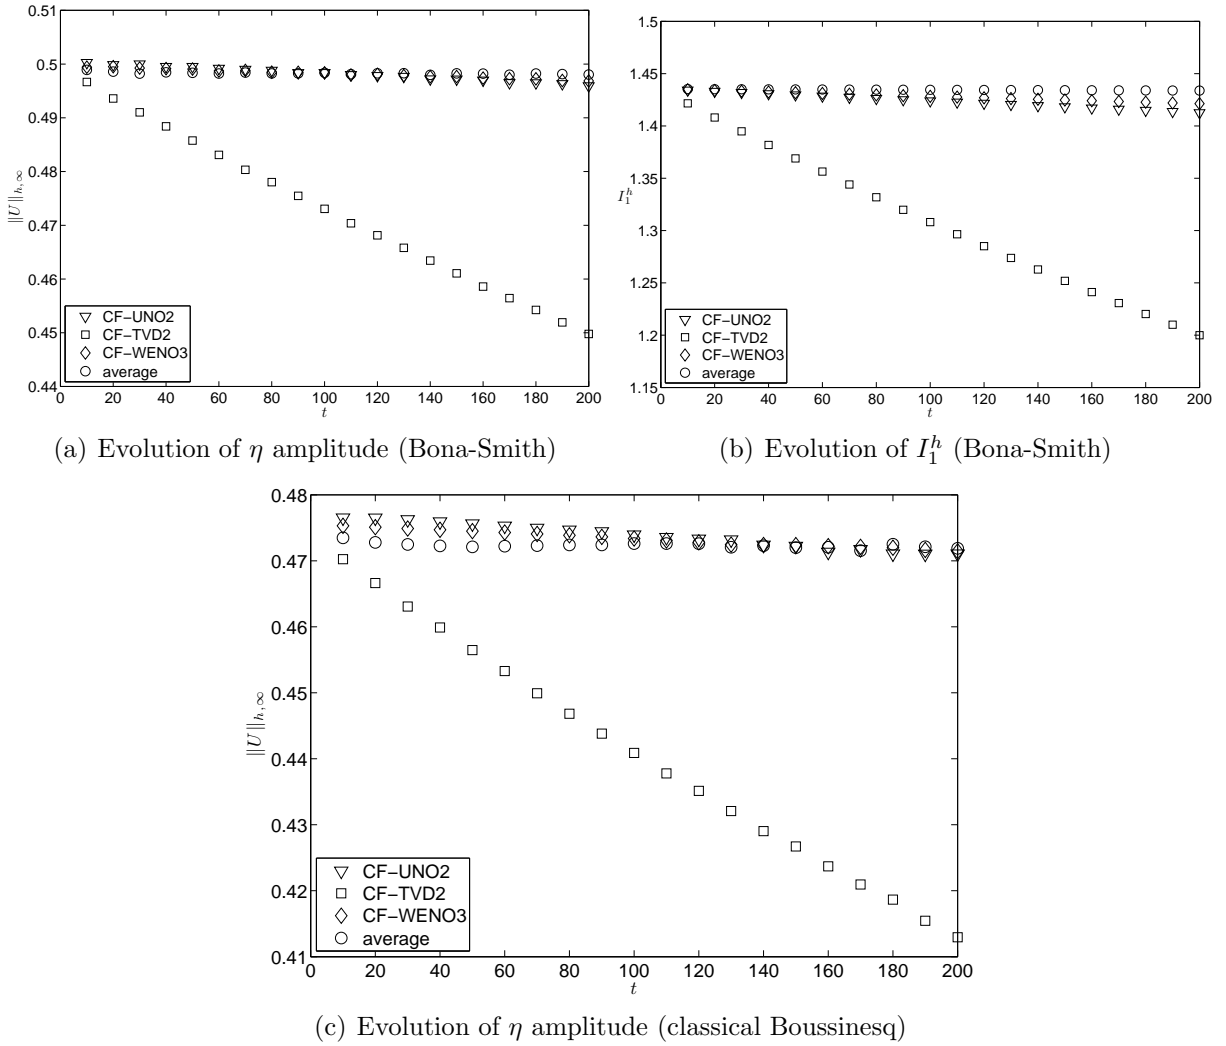 0.51
0.5
0.49
0.48
0.47
0.46
0.45
0.44
|||U|||h,∞
CF−UNO2
CF−TVD2
CF−WENO3
average
0 20 40 60 80 100 120 140 160 180 200
t
(a) Evolution of η amplitude (Bona-Smith)
1.5
1.45
1.4
1.35
1.3
1.25
1.2
1.15
I₁ʰ
CF−UNO2
CF−TVD2
CF−WENO3
average
0 20 40 60 80 100 120 140 160 180 200
t
(b) Evolution of I₁ʰ (Bona-Smith)
0.48
0.47
0.46
0.45
0.44
0.43
0.42
0.41
|||U|||h,∞
CF−UNO2
CF−TVD2
CF−WENO3
average
0 20 40 60 80 100 120 140 160 180 200
t
(c) Evolution of η amplitude (classical Boussinesq)